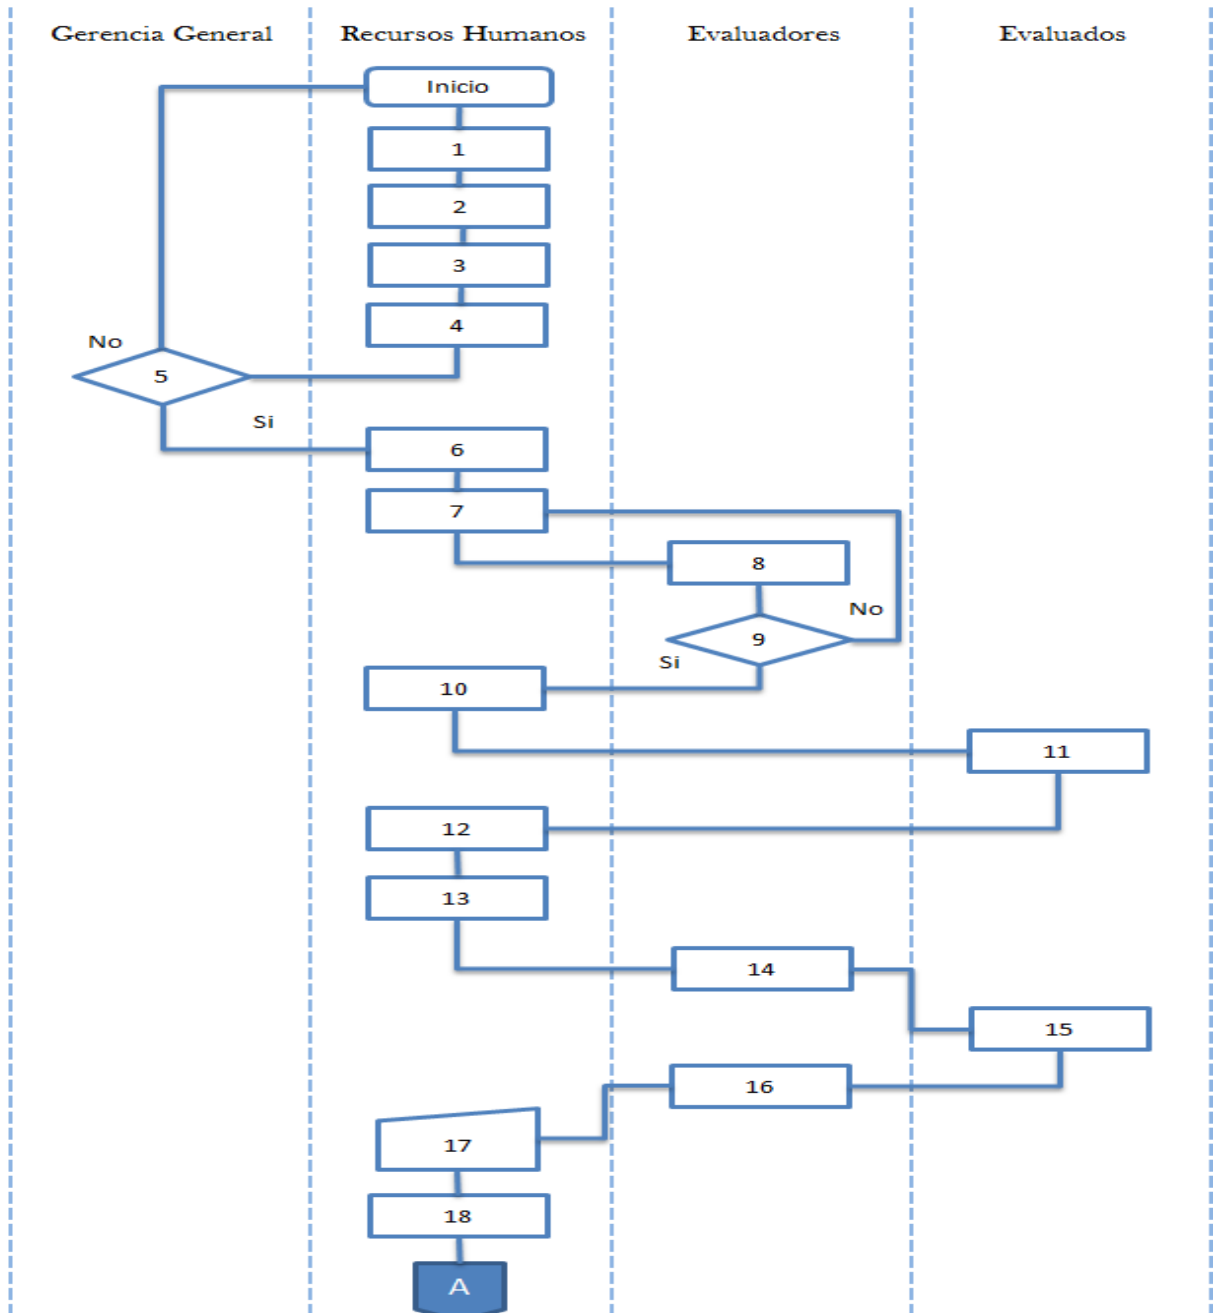 Gerencia General Recursos Humanos Evaluadores Evaluados
Inicio
1
2
3
4
No
5
Si
6
7
8
No
9
Si
10
11
12
13
14
15
16
17
18
A